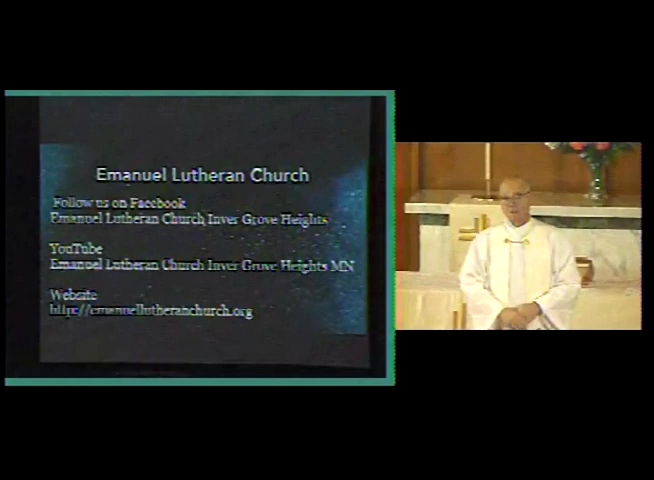 Emanuel Lutheran Church
Follow us on Facebook
Emanuel Lutheran Church Inver Grove Heights
YouTube
Emanuel Lutheran Church Inver Grove Heights MN
Website
http://emanuellutheranchurch.org